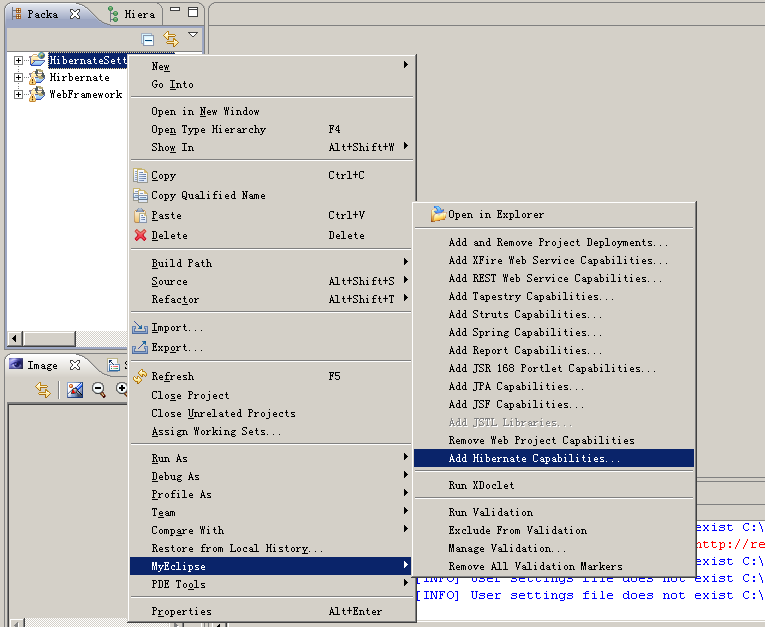 Packa
Hiera
HibernateSett
Hirbernate
WebFramework
New
Go Into
Open in New Window
Open Type Hierarchy F4
Show In Alt+Shift+W
Copy Ctrl+C
Copy Qualified Name
Paste Ctrl+V
Delete Delete
Build Path
Source Alt+Shift+S
Refactor Alt+Shift+T
Import...
Export...
Refresh F5
Close Project
Close Unrelated Projects
Assign Working Sets...
Run As
Debug As
Profile As
Team
Compare With
Restore from Local History...
MyEclipse
PDE Tools
Properties Alt+Enter
Open in Explorer
Add and Remove Project Deployments...
Add XFire Web Service Capabilities...
Add REST Web Service Capabilities...
Add Tapestry Capabilities...
Add Struts Capabilities...
Add Spring Capabilities...
Add Report Capabilities...
Add JSR 168 Portlet Capabilities...
Add JPA Capabilities...
Add JSF Capabilities...
Add JSTL Libraries...
Remove Web Project Capabilities
Add Hibernate Capabilities...
Run XDoclet
Run Validation
Exclude From Validation
Manage Validation...
Remove All Validation Markers
Image
exist C:\
http://re
exist C:\
[INFO] User settings file does not exist C:\
[INFO] User settings file does not exist C:\